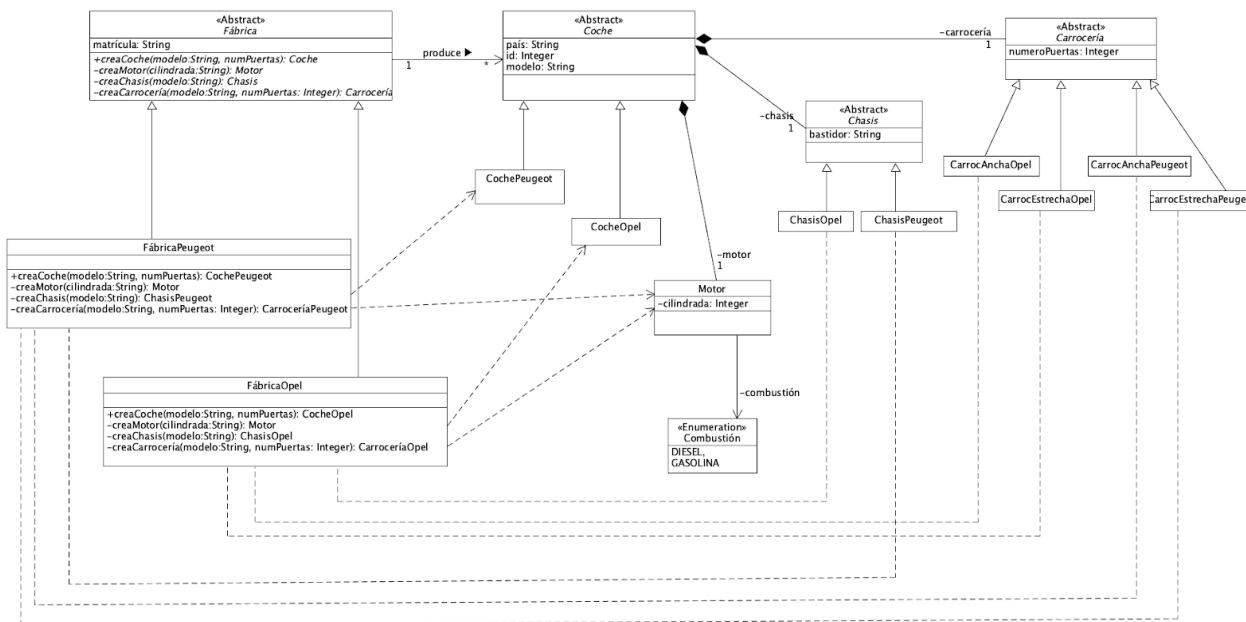 «Abstract»
Fábrica
matrícula: String
+creaCoche(modelo:String, numPuertas): Coche
-creaMotor(cilindrada:String): Motor
-creaChasis(modelo:String): Chasis
-creaCarrocería(modelo:String, numPuertas: Integer): Carrocería
produce ▶
1
*
«Abstract»
Coche
país: String
id: Integer
modelo: String
-carrocería
1
«Abstract»
Carrocería
numeroPuertas: Integer
-chasis
1
«Abstract»
Chasis
bastidor: String
CochePeugeot
CocheOpel
ChasisOpel
ChasisPeugeot
CarrocAnchaOpel
CarrocEstrechaOpel
CarrocAnchaPeugeot
CarrocEstrechaPeuge
FábricaPeugeot
+creaCoche(modelo:String, numPuertas): CochePeugeot
-creaMotor(cilindrada:String): Motor
-creaChasis(modelo:String): ChasisPeugeot
-creaCarrocería(modelo:String, numPuertas: Integer): CarroceríaPeugeot
-motor
1
Motor
-cilindrada: Integer
-combustión
«Enumeration»
Combustión
DIESEL,
GASOLINA
FábricaOpel
+creaCoche(modelo:String, numPuertas): CocheOpel
-creaMotor(cilindrada:String): Motor
-creaChasis(modelo:String): ChasisOpel
-creaCarrocería(modelo:String, numPuertas: Integer): CarroceríaOpel